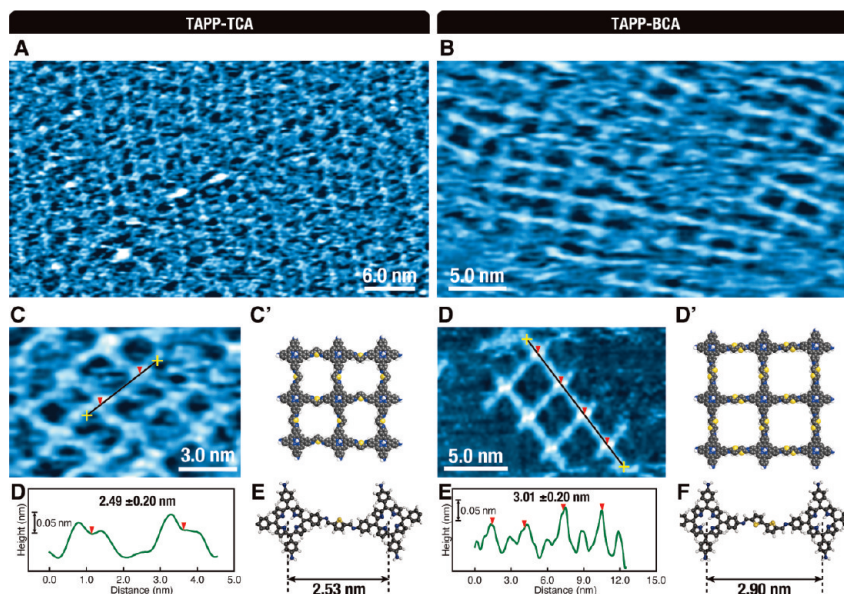 TAPP-TCA
TAPP-BCA
A
B
6.0 nm
5.0 nm
C
C'
D
D'
3.0 nm
5.0 nm
D
2.49 ±0.20 nm
0.05 nm
Height (nm)
0.0 1.0 2.0 3.0 4.0 5.0
Distance (nm)
E
2.53 nm
E
3.01 ±0.20 nm
0.05 nm
Height (nm)
0.0 3.0 6.0 9.0 12.0 15.0
Distance (nm)
F
2.90 nm